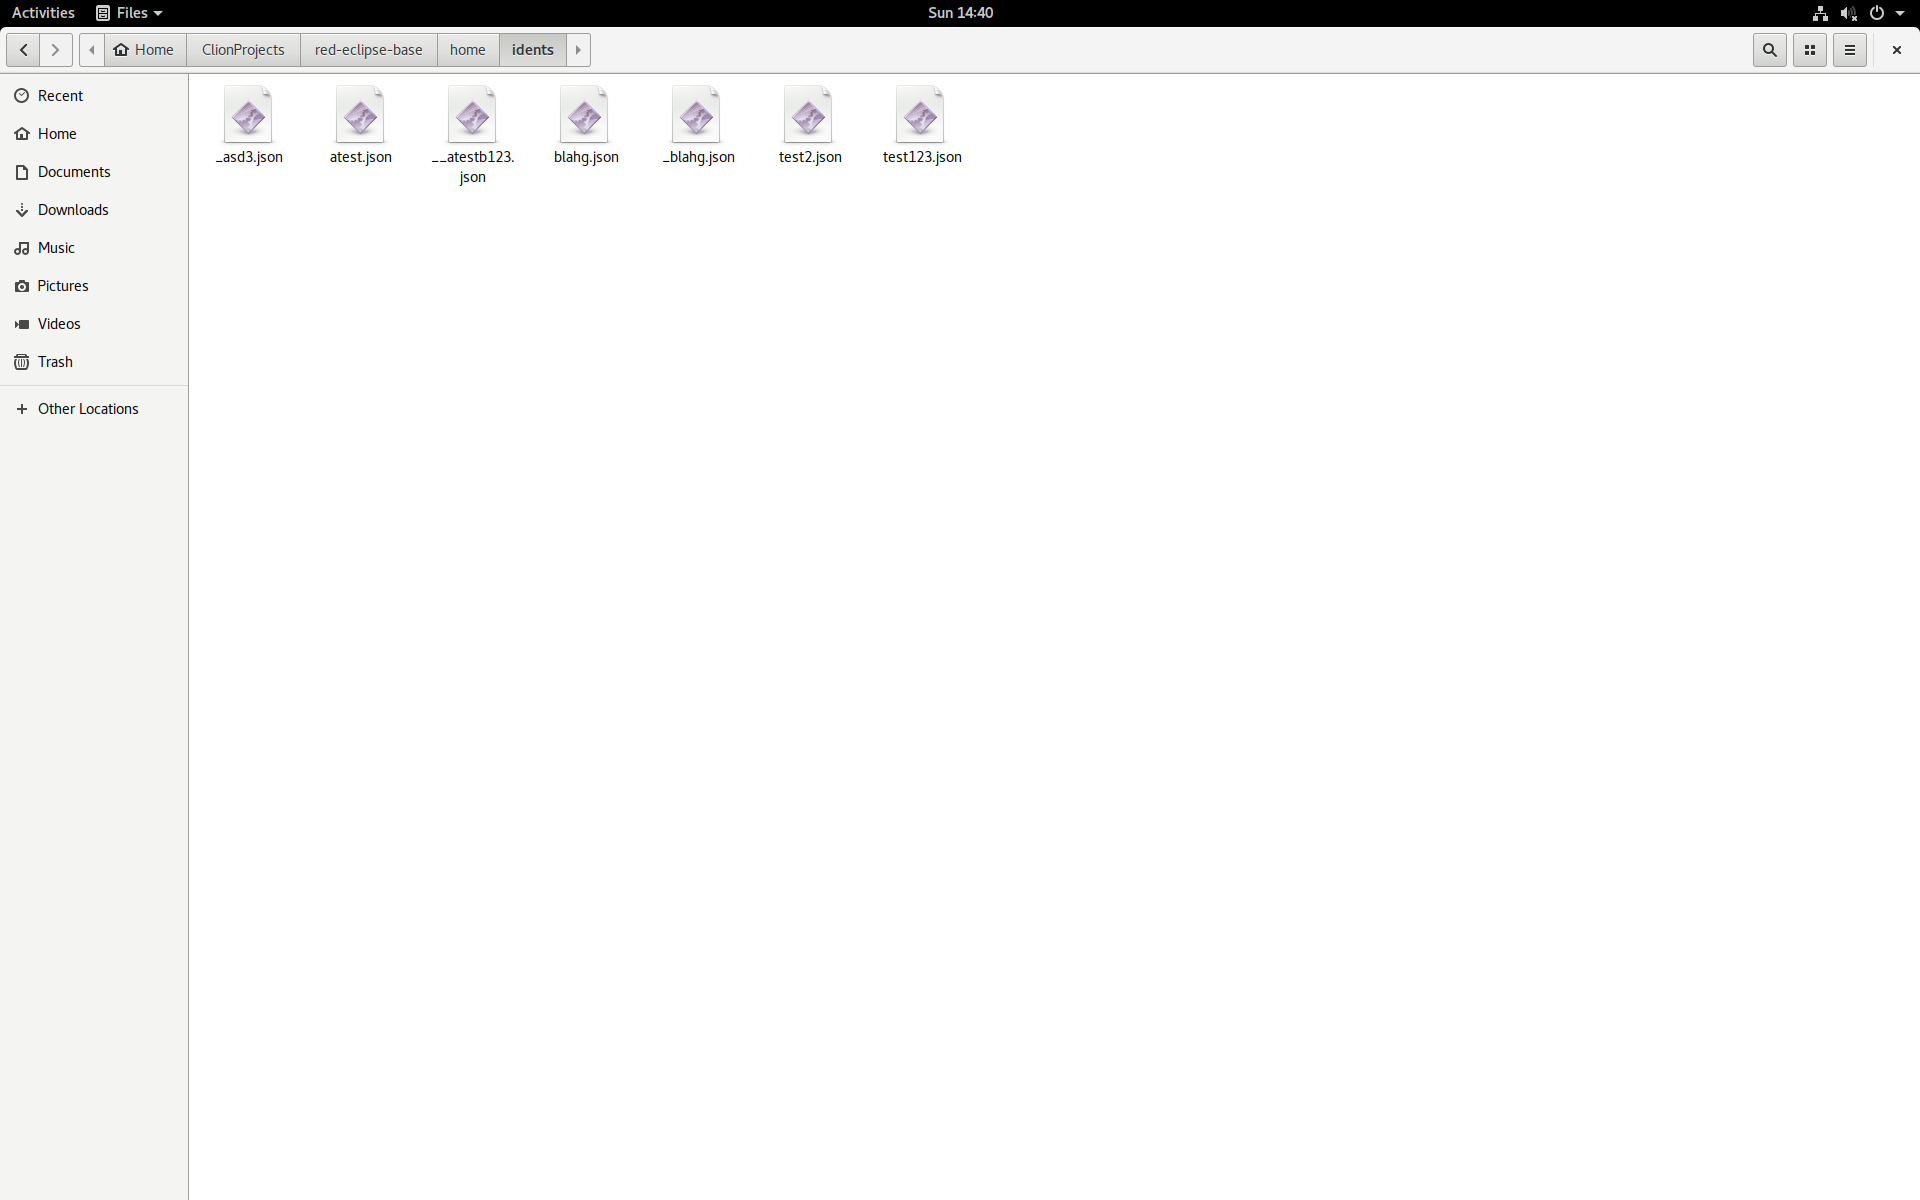 Activities Files Sun 14:40
Home ClionProjects red-eclipse-base home idents
Recent
Home
Documents
Downloads
Music
Pictures
Videos
Trash
Other Locations
_asd3.json atest.json __atestb123. blahg.json _blahg.json test2.json test123.json
json